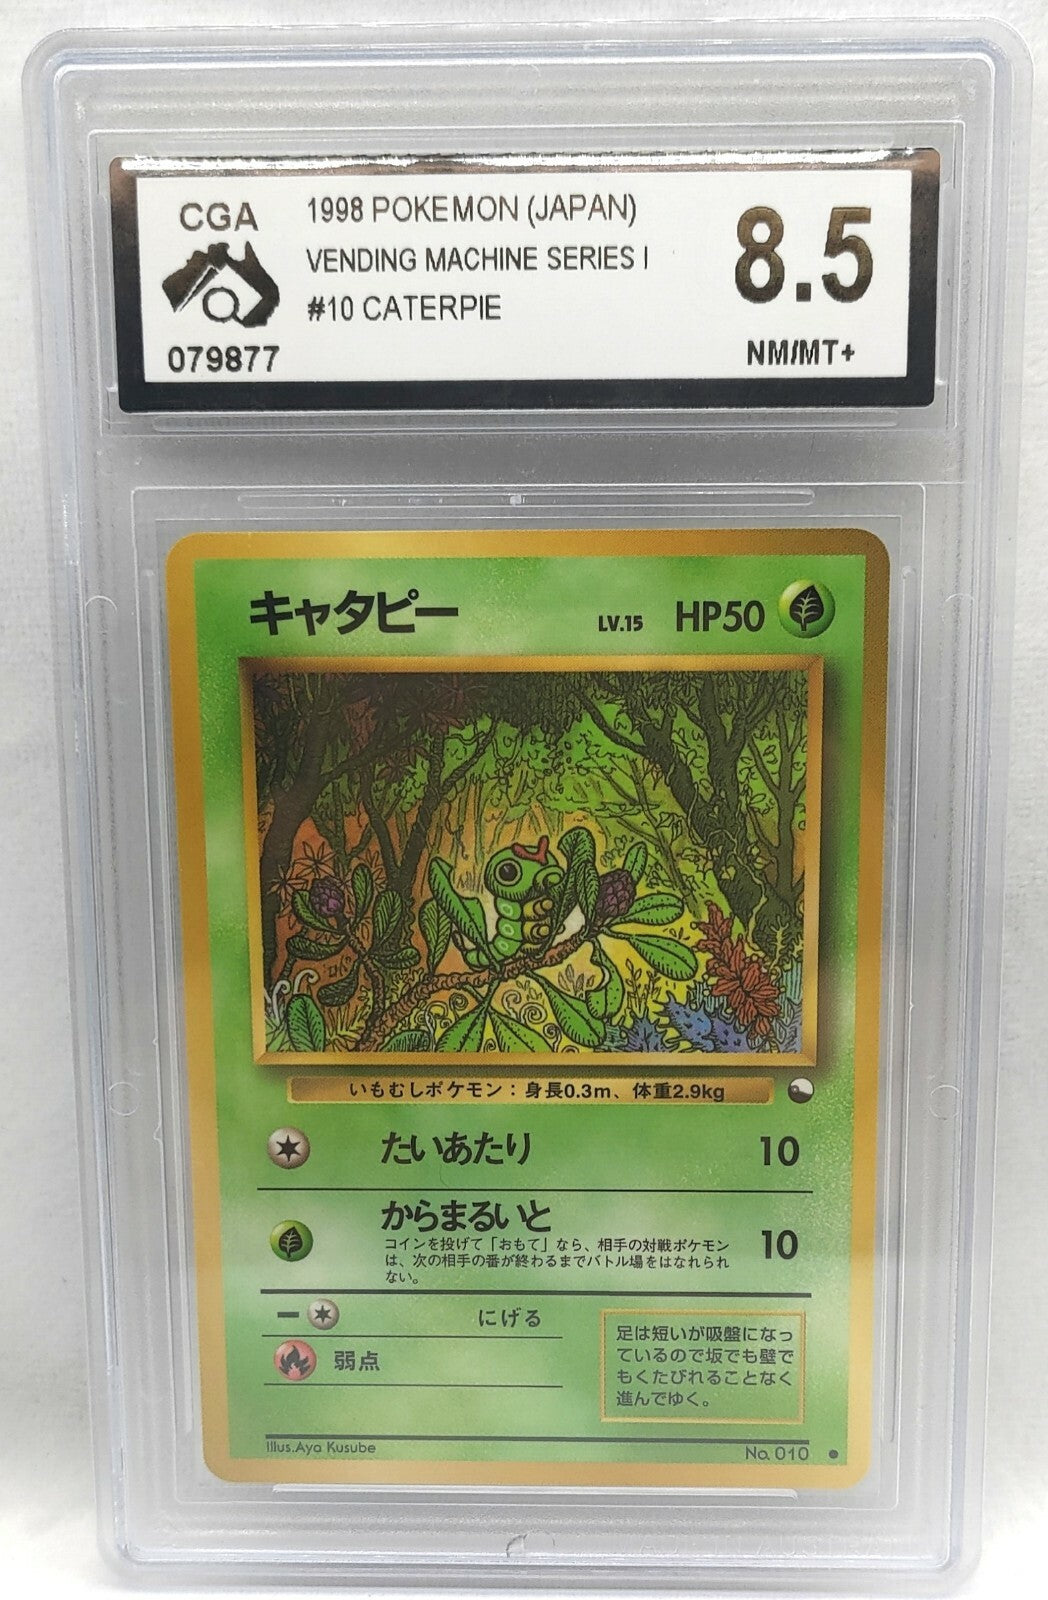 CGA
079877
1998 POKEMON (JAPAN)
VENDING MACHINE SERIES I
#10 CATERPIE
8.5
NM/MT+
キャタピー LV.15 HP50
いもむしポケモン：身長0.3m、体重2.9kg
たいあたり 10
からまるいと 10
コインを投げて「おもて」なら、相手の対戦ポケモン
は、次の相手の番が終わるまでバトル場をはなれられ
ない。
ー にげる
弱点
足は短いが吸盤になっ
ているので坂でも壁で
もくたびれることなく
進んでゆく。
Illus.Aya Kusube
No. 010